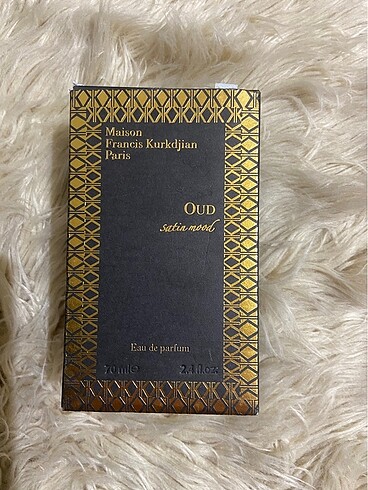 Maison
Francis Kurkdjian
Paris
OUD
satin mood
Eau de parfum
70 ml e 2.4 fl.oz.